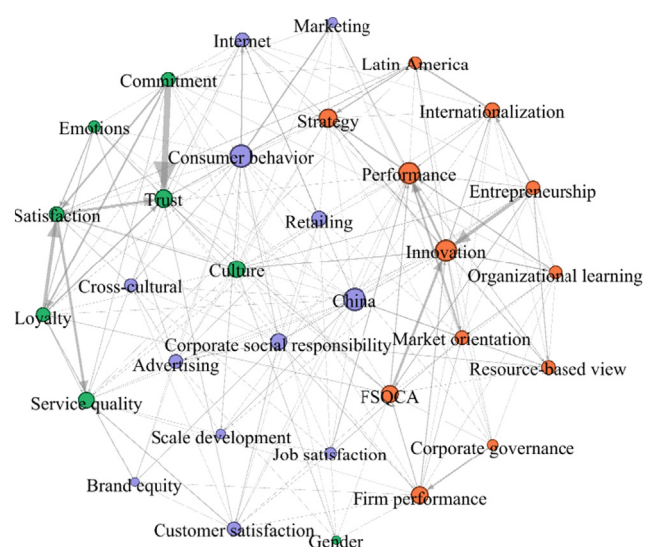 Marketing
Internet
Latin America
Commitment
Internationalization
Strategy
Emotions
Consumer behavior
Performance
Entrepreneurship
Trust
Satisfaction
Retailing
Innovation
Culture
Organizational learning
Cross-cultural
China
Loyalty
Market orientation
Corporate social responsibility
Advertising
Resource-based view
FSQCA
Service quality
Scale development
Corporate governance
Job satisfaction
Brand equity
Firm performance
Customer satisfaction
Gender